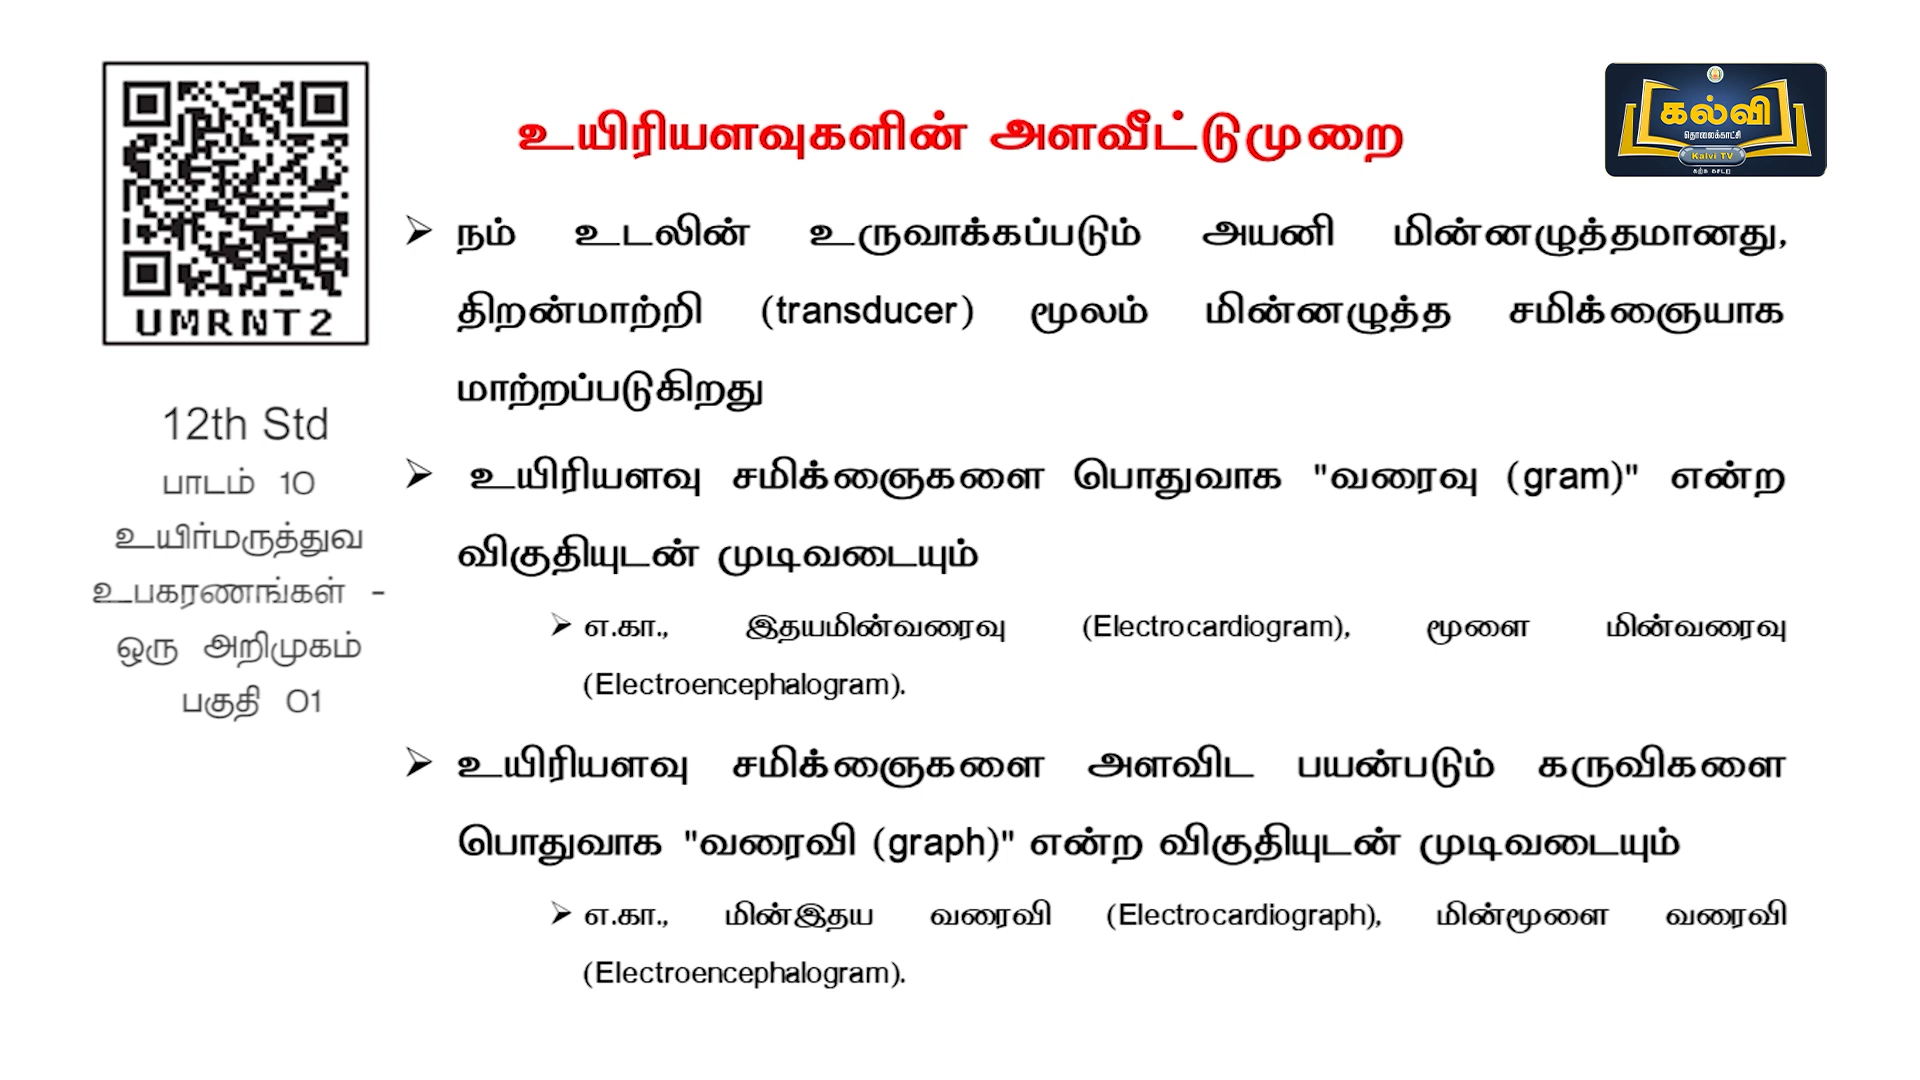 UMRNT2
12th Std
பாடம் 10
உயிர்மருத்துவ
உபகரணங்கள் -
ஒரு அறிமுகம்
பகுதி 01
உயிரியளவுகளின் அளவீட்டுமுறை
கல்வி
தொலைக்காட்சி
Kalvi TV
கற்க கசடற
➢ நம் உடலின் உருவாக்கப்படும் அயனி மின்னழுத்தமானது,
திறன்மாற்றி (transducer) மூலம் மின்னழுத்த சமிக்ஞையாக
மாற்றப்படுகிறது
➢ உயிரியளவு சமிக்ஞைகளை பொதுவாக "வரைவு (gram)" என்ற
விகுதியுடன் முடிவடையும்
➢ எ.கா., இதயமின்வரைவு (Electrocardiogram), மூளை மின்வரைவு
(Electroencephalogram).
➢ உயிரியளவு சமிக்ஞைகளை அளவிட பயன்படும் கருவிகளை
பொதுவாக "வரைவி (graph)" என்ற விகுதியுடன் முடிவடையும்
➢ எ.கா., மின்இதய வரைவி (Electrocardiograph), மின்மூளை வரைவி
(Electroencephalogram).